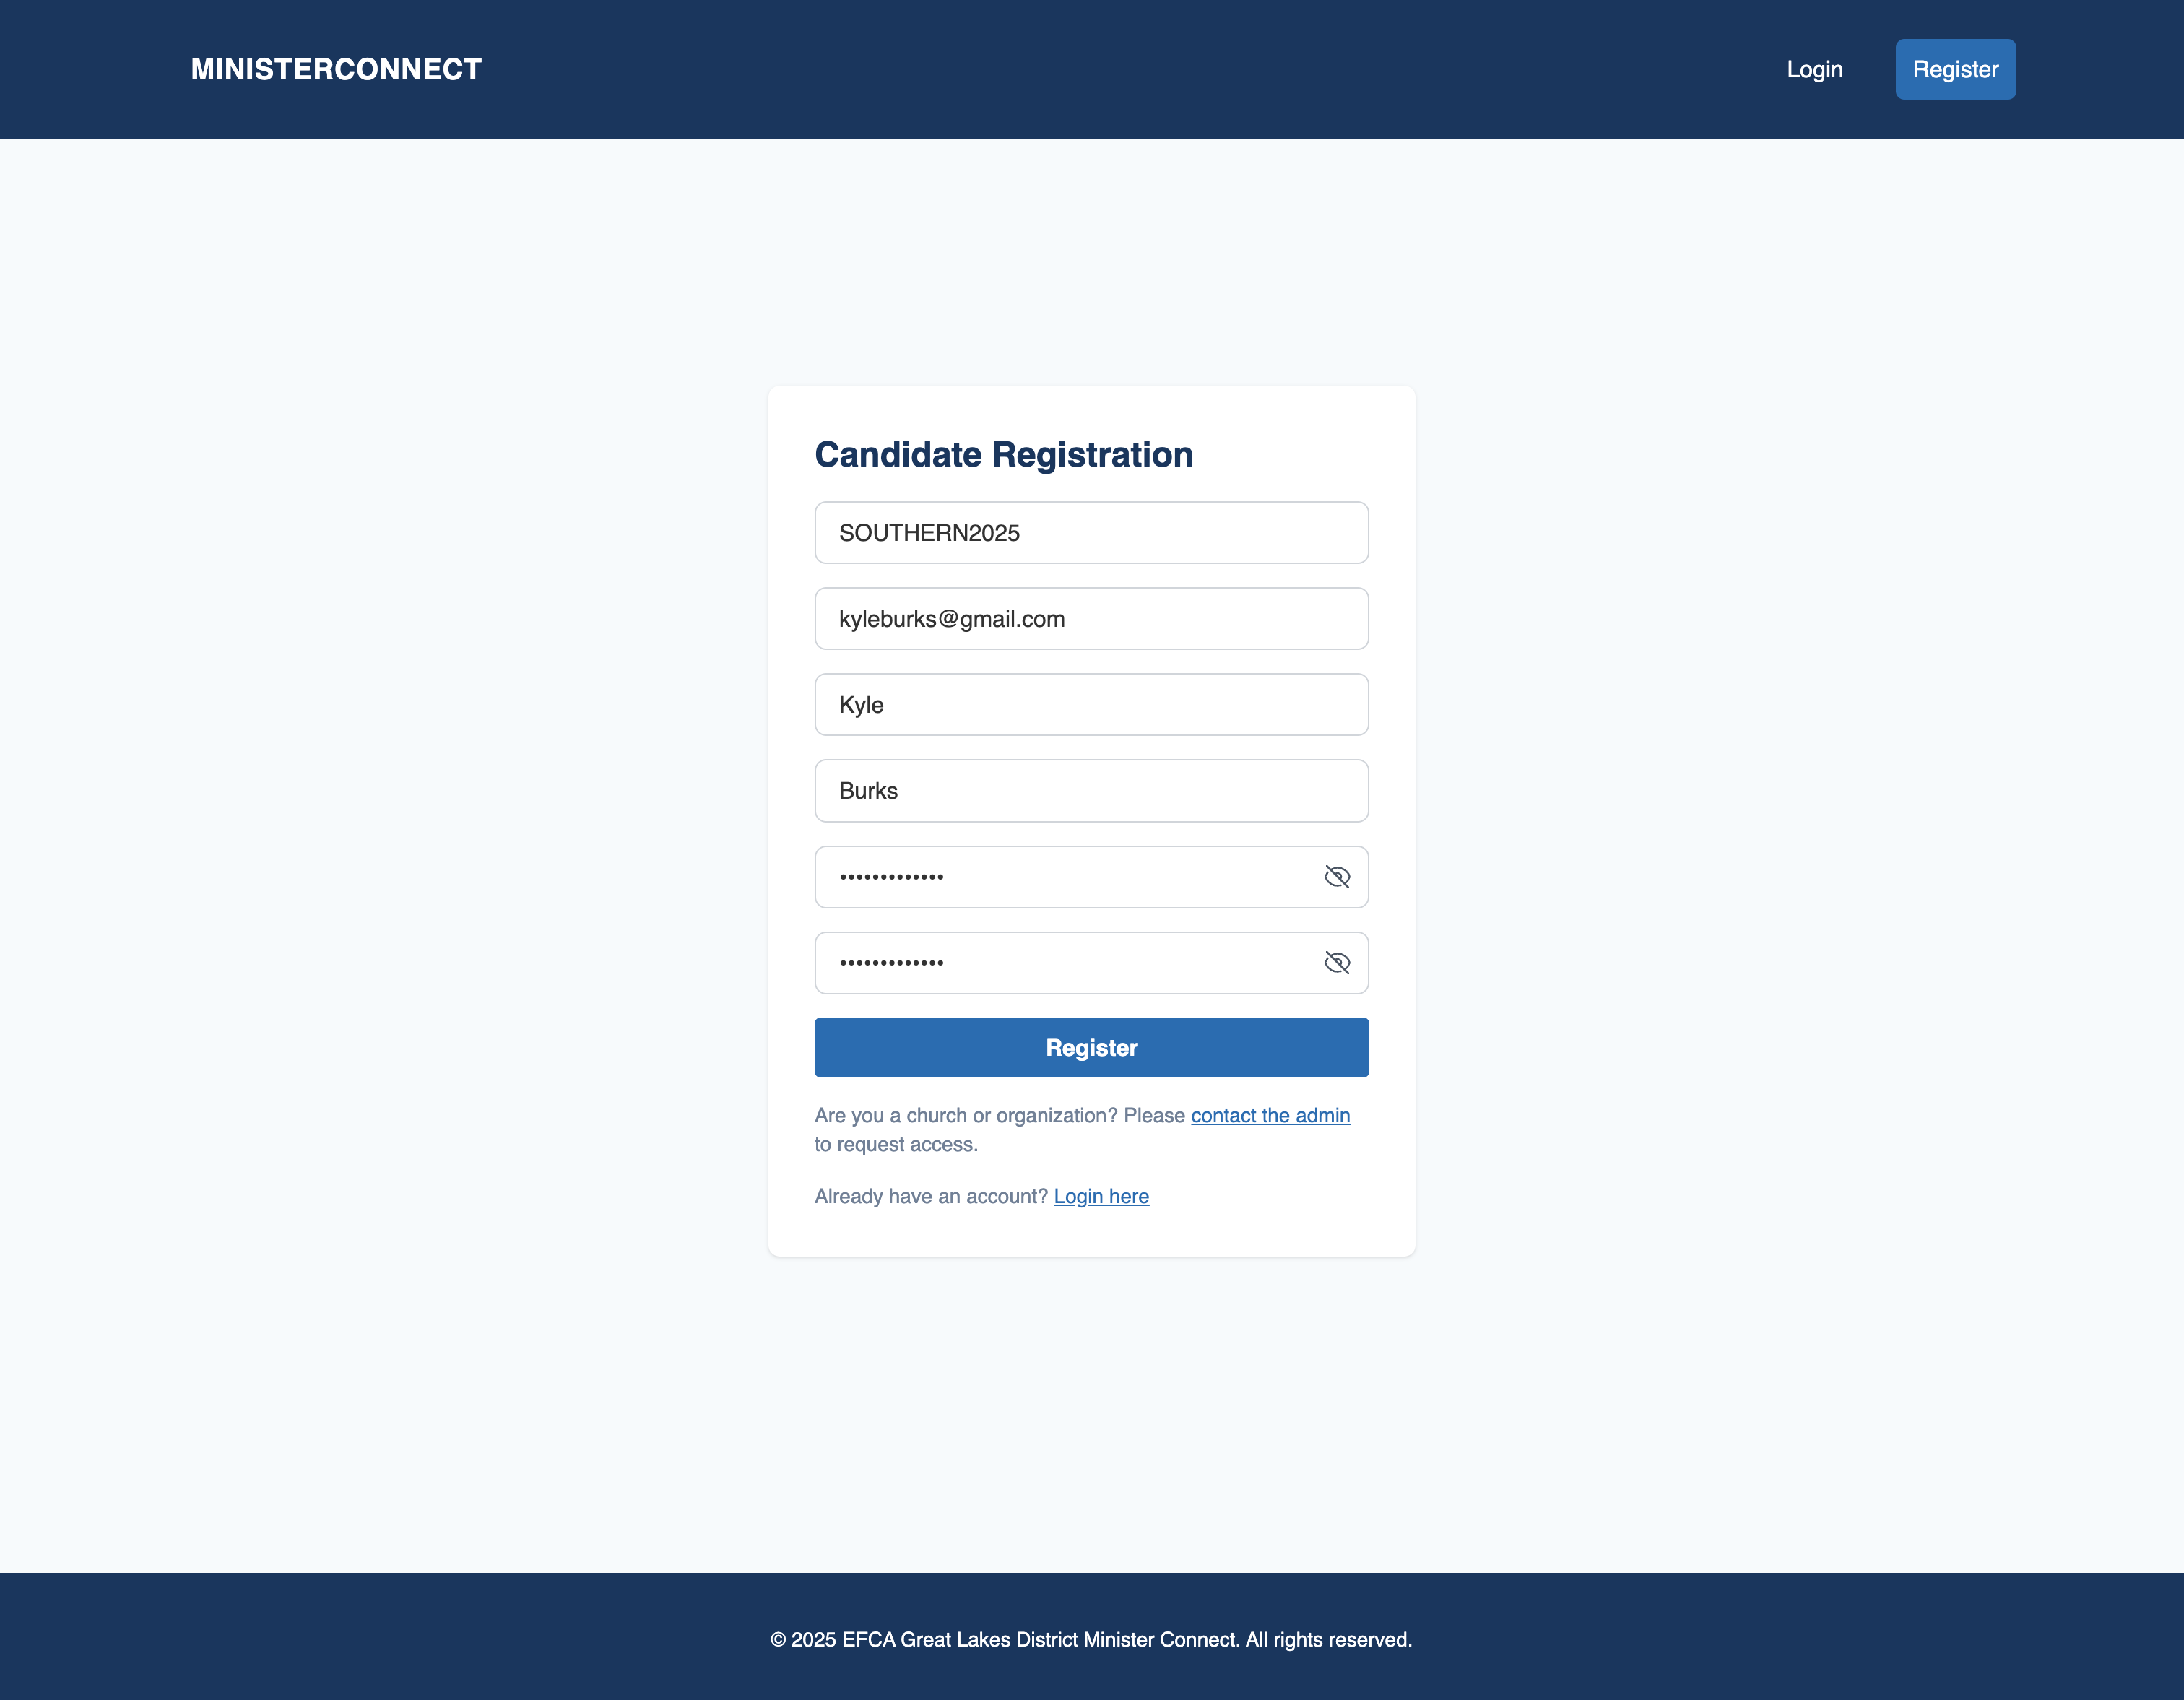 MINISTERCONNECT
Login
Register
Candidate Registration
SOUTHERN2025
kyleburks@gmail.com
Kyle
Burks
•••••••••••••
•••••••••••••
Register
Are you a church or organization? Please contact the admin
to request access.
Already have an account? Login here
© 2025 EFCA Great Lakes District Minister Connect. All rights reserved.